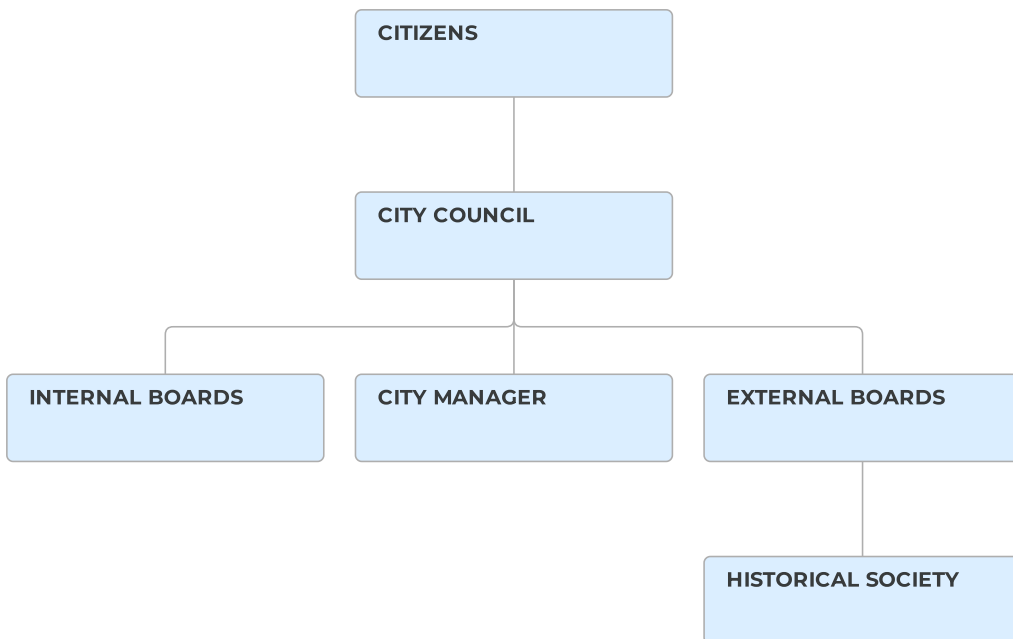 CITIZENS
CITY COUNCIL
INTERNAL BOARDS
CITY MANAGER
EXTERNAL BOARDS
HISTORICAL SOCIETY